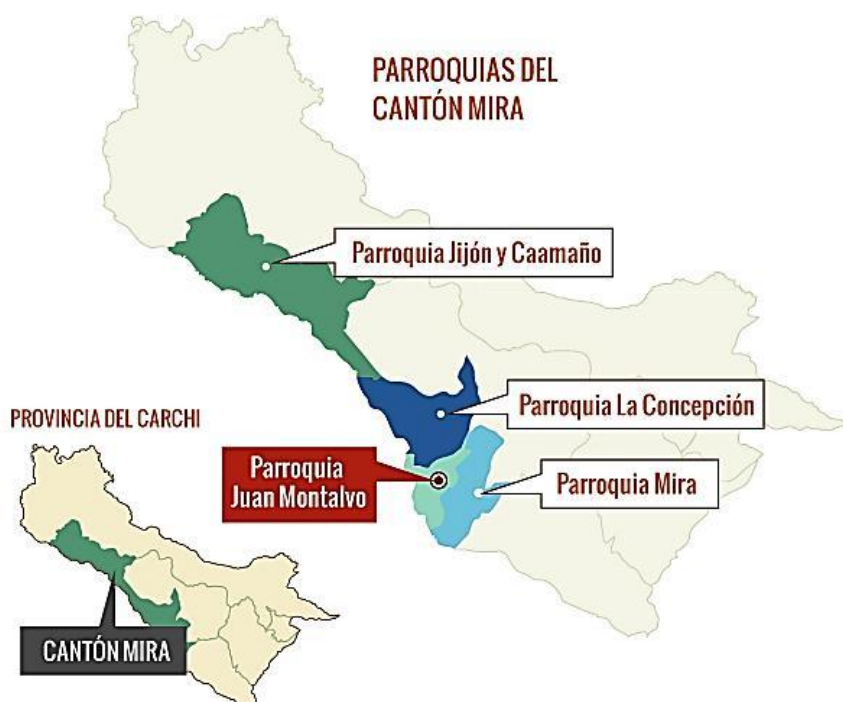 PARROQUIAS DEL
CANTÓN MIRA
Parroquia Jijón y Caamaño
Parroquia La Concepción
PROVINCIA DEL CARCHI
Parroquia
Juan Montalvo
Parroquia Mira
CANTÓN MIRA